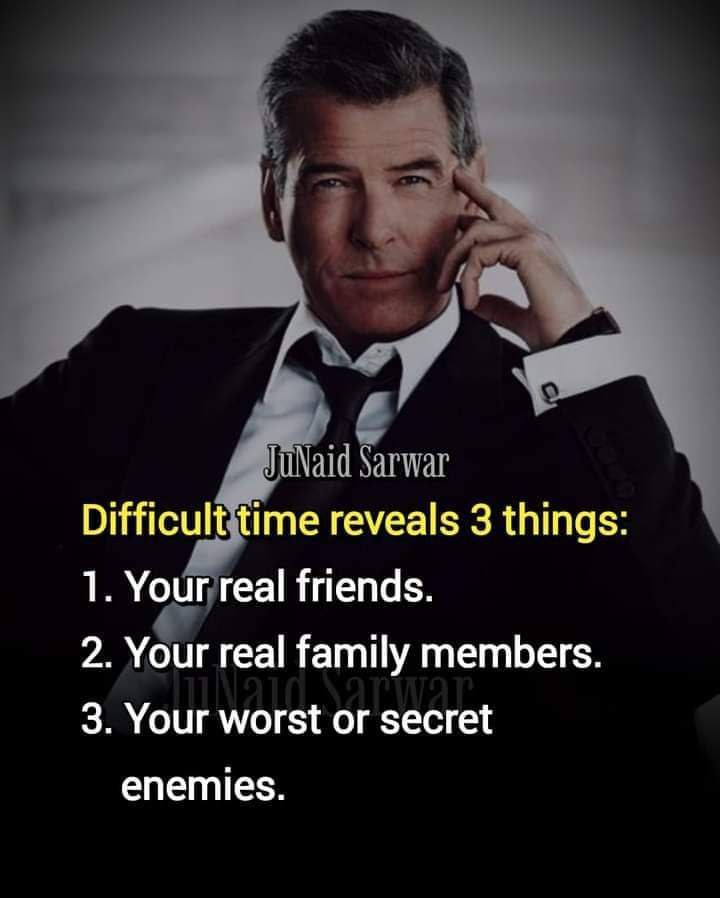 JuNaid Sarwar
Difficult time reveals 3 things:
1. Your real friends.
2. Your real family members.
JuNaid Sarwar
3. Your worst or secret
enemies.